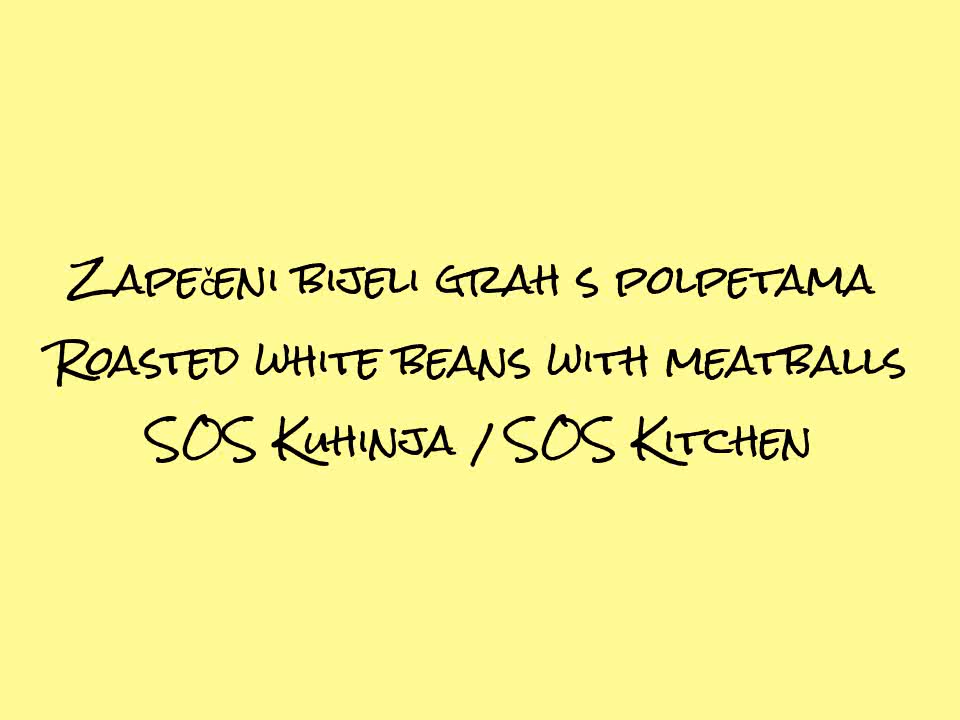 Zapečeni bijeli grah s polpetama
Roasted white beans with meatballs
SOS Kuhinja / SOS Kitchen